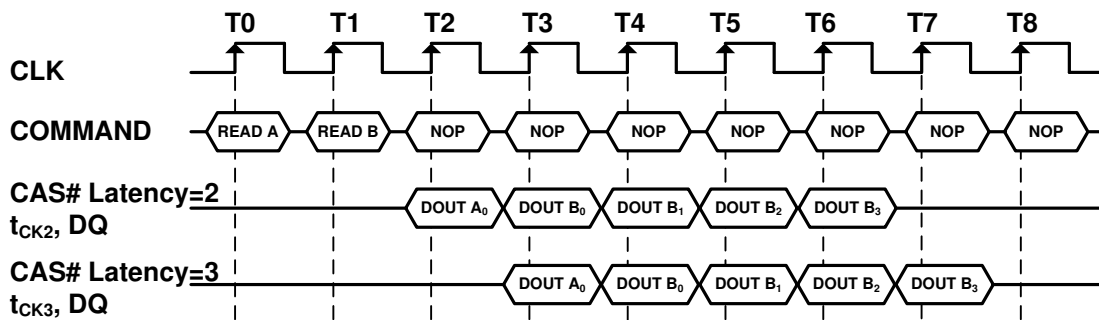 T0 T1 T2 T3 T4 T5 T6 T7 T8
CLK
COMMAND READ A READ B NOP NOP NOP NOP NOP NOP NOP
CAS# Latency=2
tCK2, DQ DOUT A0 DOUT B0 DOUT B1 DOUT B2 DOUT B3
CAS# Latency=3
tCK3, DQ DOUT A0 DOUT B0 DOUT B1 DOUT B2 DOUT B3